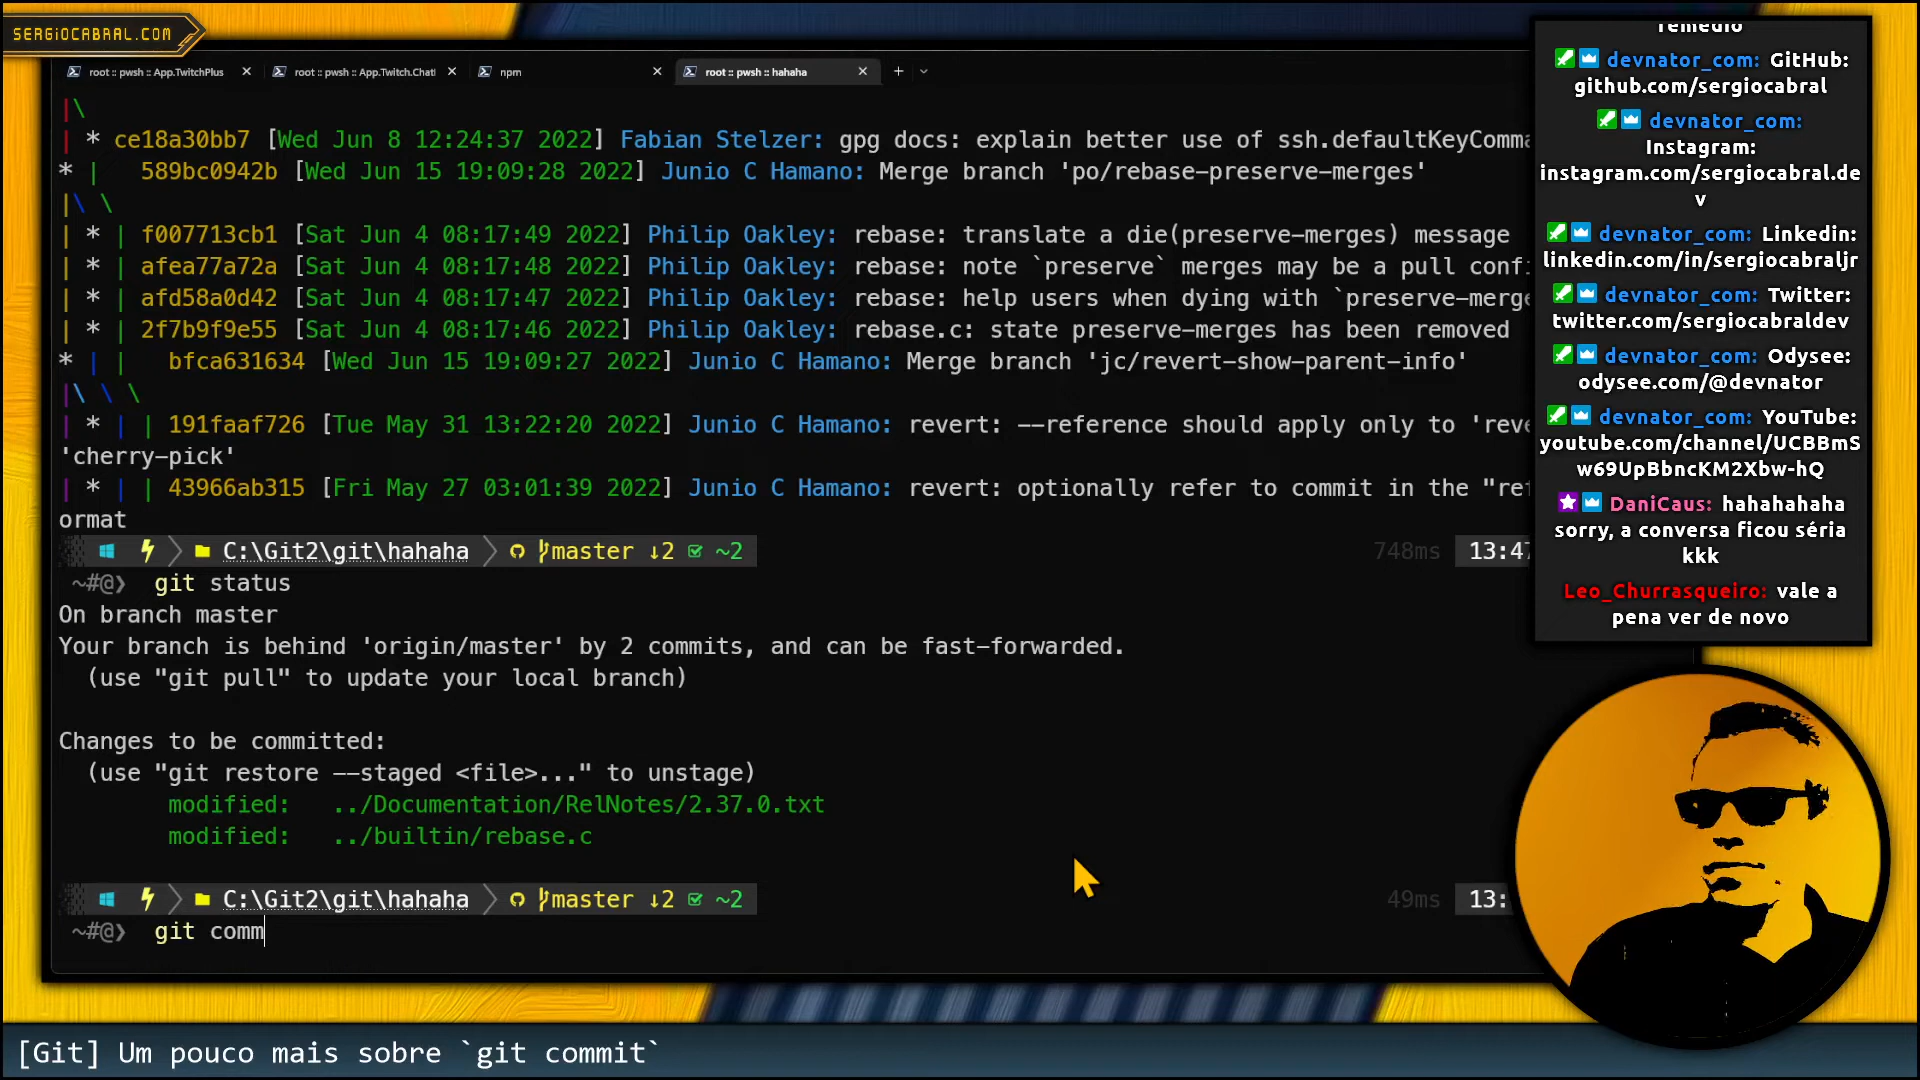 SERGIOCABRAL.COM
root :: pwsh :: App.TwitchPlus
root :: pwsh :: App.Twitch.Chatl
npm
root :: pwsh :: hahaha
|\
| * ce18a30bb7 [Wed Jun 8 12:24:37 2022] Fabian Stelzer: gpg docs: explain better use of ssh.defaultKeyComma
* | 589bc0942b [Wed Jun 15 19:09:28 2022] Junio C Hamano: Merge branch 'po/rebase-preserve-merges'
|\ \
| * | f007713cb1 [Sat Jun 4 08:17:49 2022] Philip Oakley: rebase: translate a die(preserve-merges) message
| * | afea77a72a [Sat Jun 4 08:17:48 2022] Philip Oakley: rebase: note `preserve` merges may be a pull confi
| * | afd58a0d42 [Sat Jun 4 08:17:47 2022] Philip Oakley: rebase: help users when dying with `preserve-merge
| * | 2f7b9f9e55 [Sat Jun 4 08:17:46 2022] Philip Oakley: rebase.c: state preserve-merges has been removed
* | | bfca631634 [Wed Jun 15 19:09:27 2022] Junio C Hamano: Merge branch 'jc/revert-show-parent-info'
|\ \ \
| * | | 191faaf726 [Tue May 31 13:22:20 2022] Junio C Hamano: revert: --reference should apply only to 'reve
'cherry-pick'
| * | | 43966ab315 [Fri May 27 03:01:39 2022] Junio C Hamano: revert: optionally refer to commit in the "ref
ormat
C:\Git2\git\hahaha master ↓2 ~2 748ms 13:47
~#@❯ git status
On branch master
Your branch is behind 'origin/master' by 2 commits, and can be fast-forwarded.
(use "git pull" to update your local branch)
Changes to be committed:
(use "git restore --staged <file>..." to unstage)
modified: ../Documentation/RelNotes/2.37.0.txt
modified: ../builtin/rebase.c
C:\Git2\git\hahaha master ↓2 ~2 49ms 13:
~#@❯ git comm
remédio
devnator_com: GitHub:
github.com/sergiocabral
devnator_com:
Instagram:
instagram.com/sergiocabral.de
v
devnator_com: Linkedin:
linkedin.com/in/sergiocabraljr
devnator_com: Twitter:
twitter.com/sergiocabraldev
devnator_com: Odysee:
odysee.com/@devnator
devnator_com: YouTube:
youtube.com/channel/UCBBmS
w69UpBbncKM2Xbw-hQ
DaniCaus: hahahahaha
sorry, a conversa ficou séria
kkk
Leo_Churrasqueiro: vale a
pena ver de novo
[Git] Um pouco mais sobre `git commit`